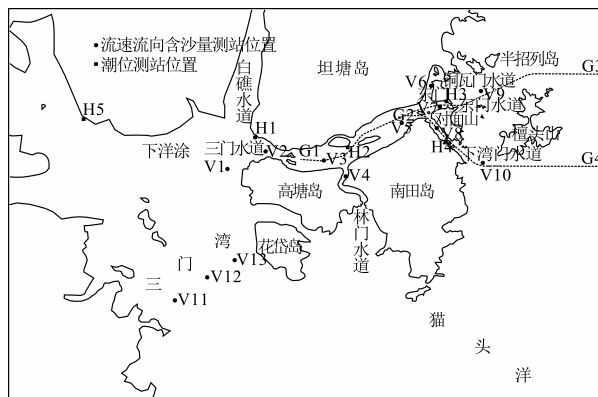 流速流向含沙量测站位置
潮位测站位置
白礁水道
坦塘岛
半招列岛
G3
V6
铜瓦门水道
V9
H3
东门水道
H5
H1
G2
V5
对面山
V8
檀头山
三门水道
V2
G1
V3
H2
H4
下湾门水道
下洋涂
V1
V4
V10
G4
高塘岛
南田岛
林门水道
花岙岛
湾
门
三
V13
V12
V11
猫
头
洋